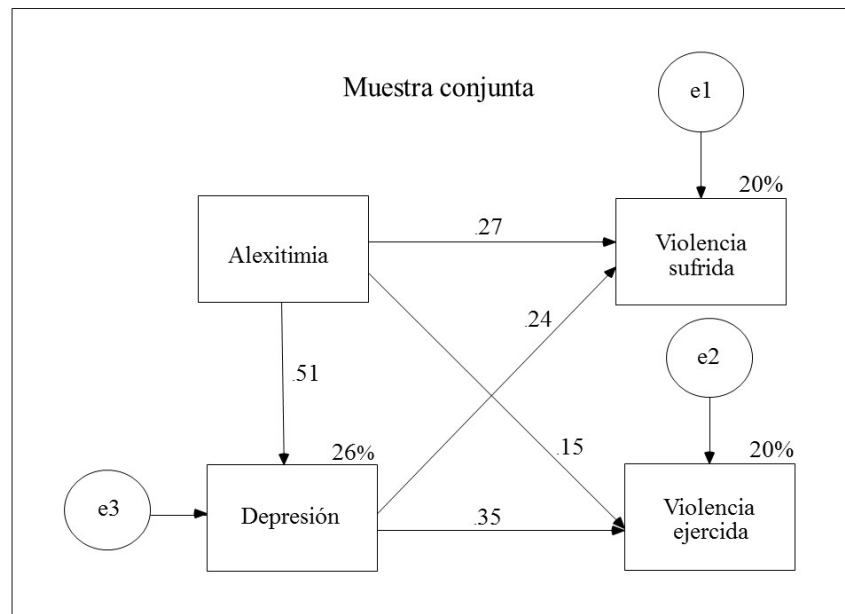 Muestra conjunta
e1
20%
Alexitimia
.27
Violencia
sufrida
.24
e2
.51
.15
26%
20%
e3
Depresión
.35
Violencia
ejercida